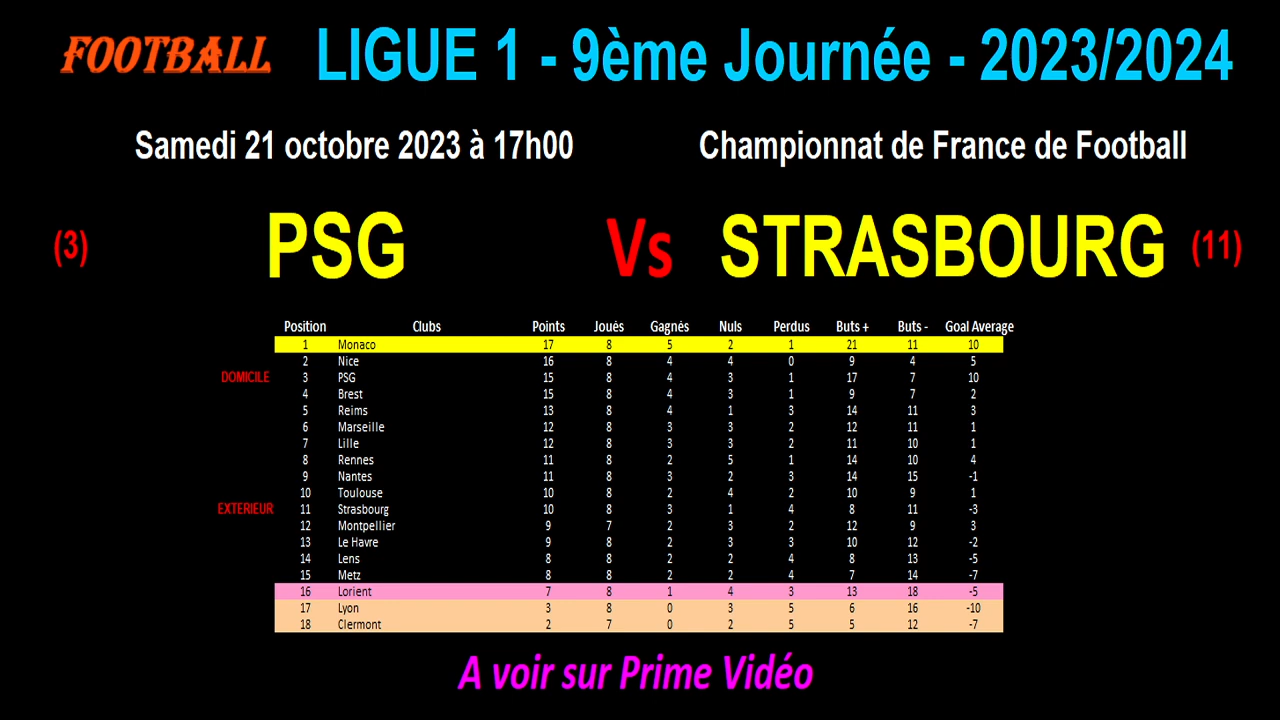 FOOTBALL LIGUE 1 - 9ème Journée - 2023/2024
Samedi 21 octobre 2023 à 17h00 Championnat de France de Football
(3) PSG Vs STRASBOURG (11)
Position Clubs Points Joués Gagnés Nuls Perdus Buts + Buts - Goal Average
1 Monaco 17 8 5 2 1 21 11 10
2 Nice 16 8 4 4 0 9 4 5
DOMICILE 3 PSG 15 8 4 3 1 17 7 10
4 Brest 15 8 4 3 1 9 7 2
5 Reims 13 8 4 1 3 14 11 3
6 Marseille 12 8 3 3 2 12 11 1
7 Lille 12 8 3 3 2 11 10 1
8 Rennes 11 8 2 5 1 14 10 4
9 Nantes 11 8 3 2 3 14 15 -1
10 Toulouse 10 8 2 4 2 10 9 1
EXTERIEUR 11 Strasbourg 10 8 3 1 4 8 11 -3
12 Montpellier 9 7 2 3 2 12 9 3
13 Le Havre 9 8 2 3 3 10 12 -2
14 Lens 8 8 2 2 4 8 13 -5
15 Metz 8 8 2 2 4 7 14 -7
16 Lorient 7 8 1 4 3 13 18 -5
17 Lyon 3 8 0 3 5 6 16 -10
18 Clermont 2 7 0 2 5 5 12 -7
A voir sur Prime Vidéo